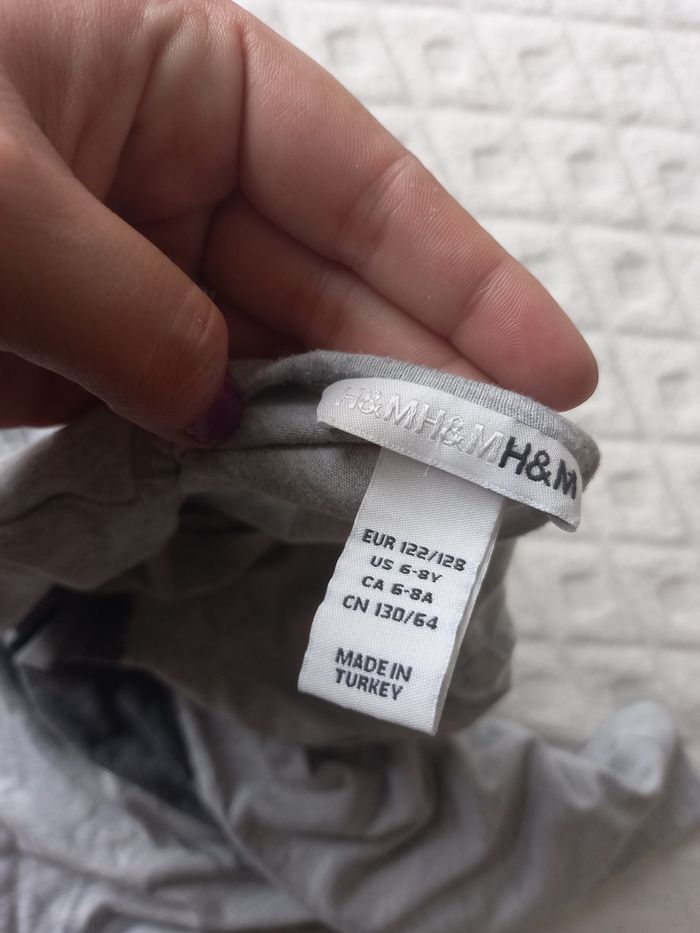 H&MH&MH&M
EUR 122/128
US 6-8Y
CA 6-8A
CN 130/64
MADE IN
TURKEY